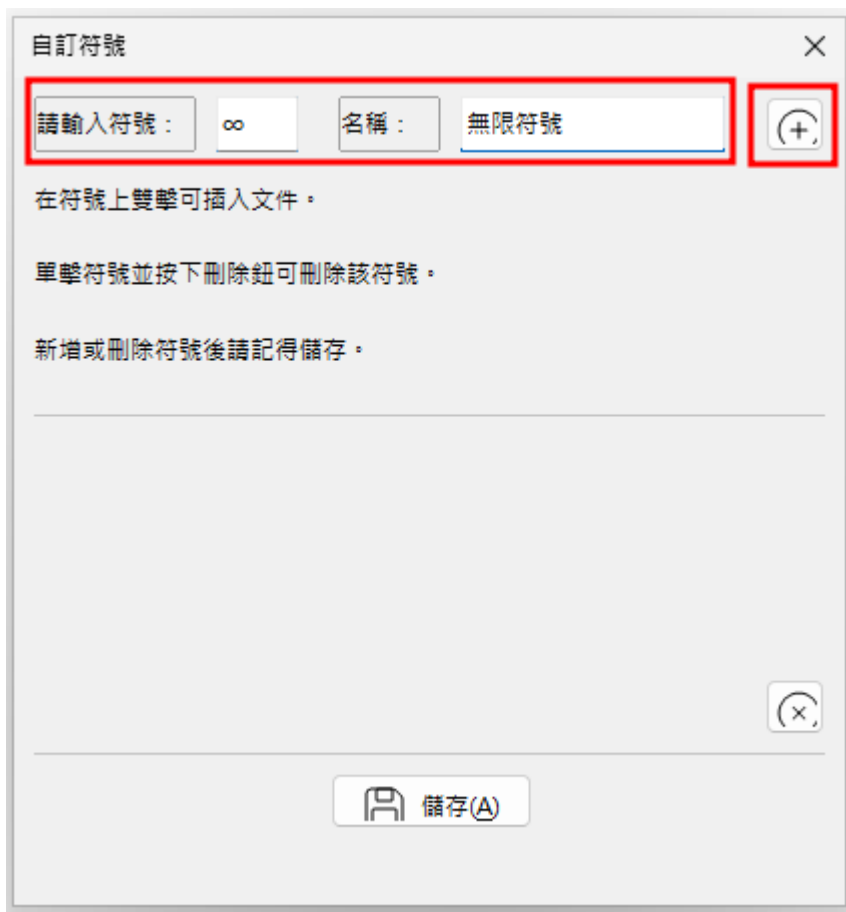 自訂符號
請輸入符號： ∞ 名稱： 無限符號
在符號上雙擊可插入文件。
單擊符號並按下刪除鈕可刪除該符號。
新增或刪除符號後請記得儲存。
儲存(A)